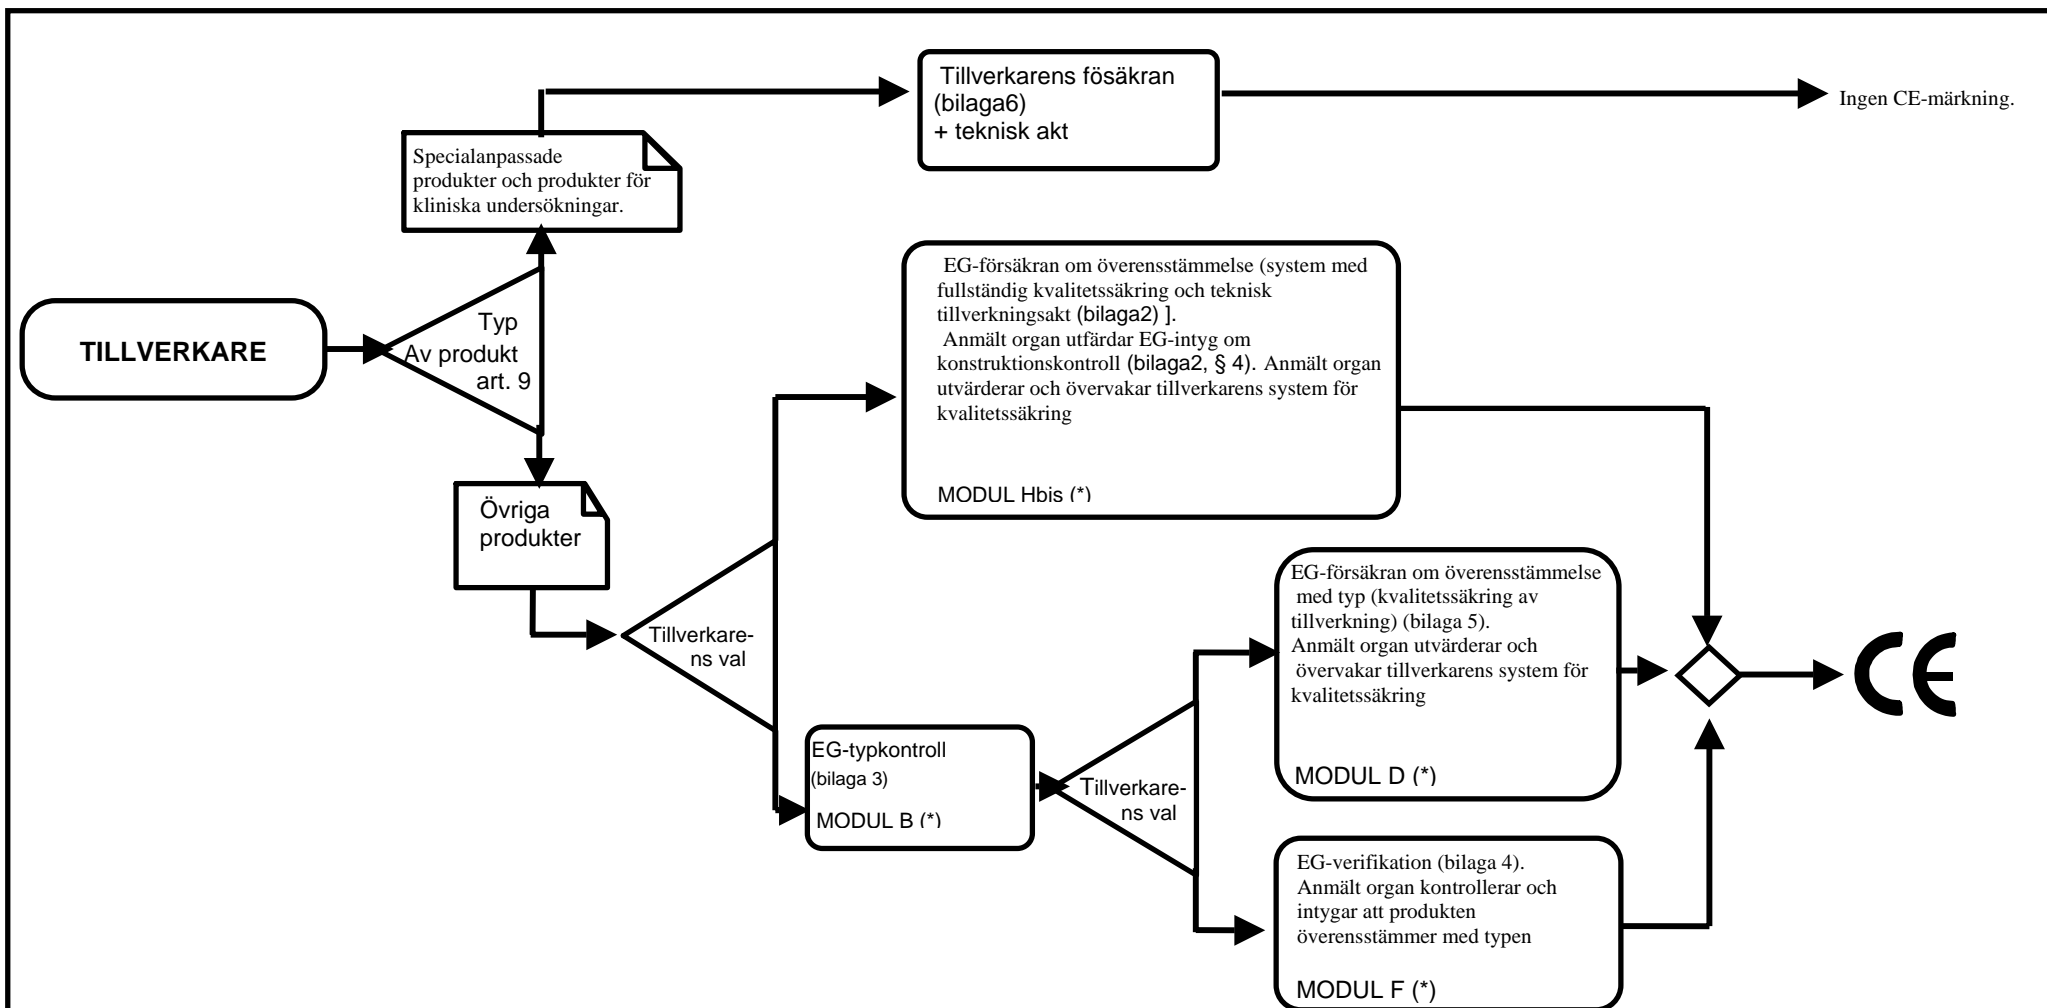 Tillverkarens fösäkran
(bilaga6)
+ teknisk akt
Ingen CE-märkning.
Specialanpassade
produkter och produkter för
kliniska undersökningar.
TILLVERKARE
Typ
Av produkt
art. 9
EG-försäkran om överensstämmelse (system med
fullständig kvalitetssäkring och teknisk
tillverkningsakt (bilaga2) ].
Anmält organ utfärdar EG-intyg om
konstruktionskontroll (bilaga2, § 4). Anmält organ
utvärderar och övervakar tillverkarens system för
kvalitetssäkring
MODUL Hbis (*)
Övriga
produkter
Tillverkare-
ns val
EG-typkontroll
(bilaga 3)
MODUL B (*)
Tillverkare-
ns val
EG-försäkran om överensstämmelse
med typ (kvalitetssäkring av
tillverkning) (bilaga 5).
Anmält organ utvärderar och
övervakar tillverkarens system för
kvalitetssäkring
MODUL D (*)
EG-verifikation (bilaga 4).
Anmält organ kontrollerar och
intygar att produkten
överensstämmer med typen
MODUL F (*)
CE